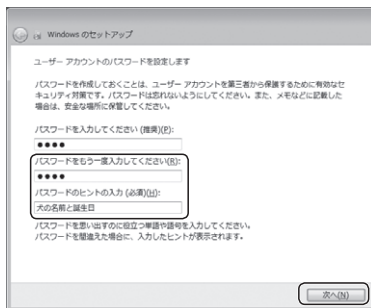 Windows のセットアップ
ユーザー アカウントのパスワードを設定します
パスワードを作成しておくことは、ユーザー アカウントを第三者から保護するために有効なセ
キュリティ対策です。パスワードは忘れないようにしてください。また、メモなどに記載した
場合は、安全な場所に保管してください。
パスワードを入力してください (推奨)(P):
●●●●
パスワードをもう一度入力してください(R):
●●●●
パスワードのヒントの入力 (必須)(H):
犬の名前と誕生日
パスワードを思い出すのに役立つ単語や語句を入力してください。
パスワードを間違えた場合に、入力したヒントが表示されます。
次へ(N)